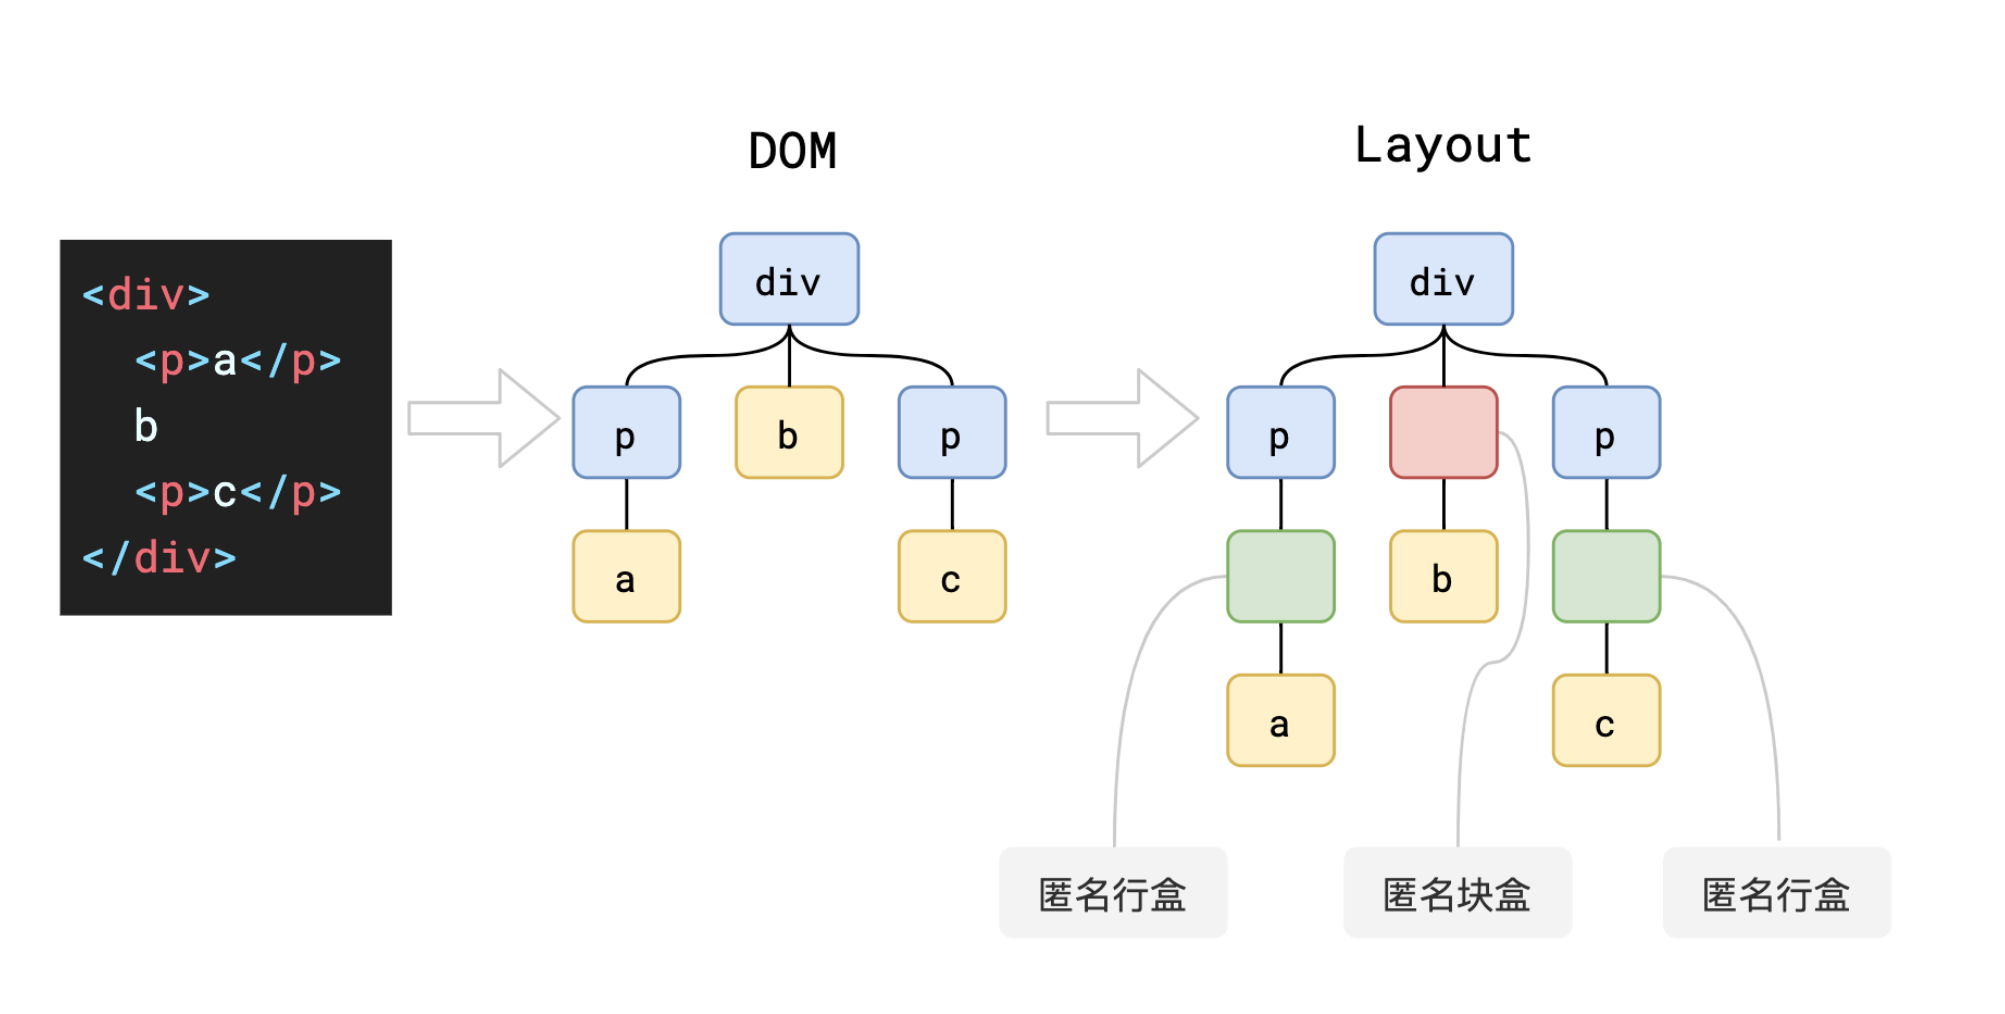 DOM
Layout
<div>
<p>a</p>
b
<p>c</p>
</div>
div
p
b
p
a
c
div
p
p
b
a
c
匿名行盒
匿名块盒
匿名行盒